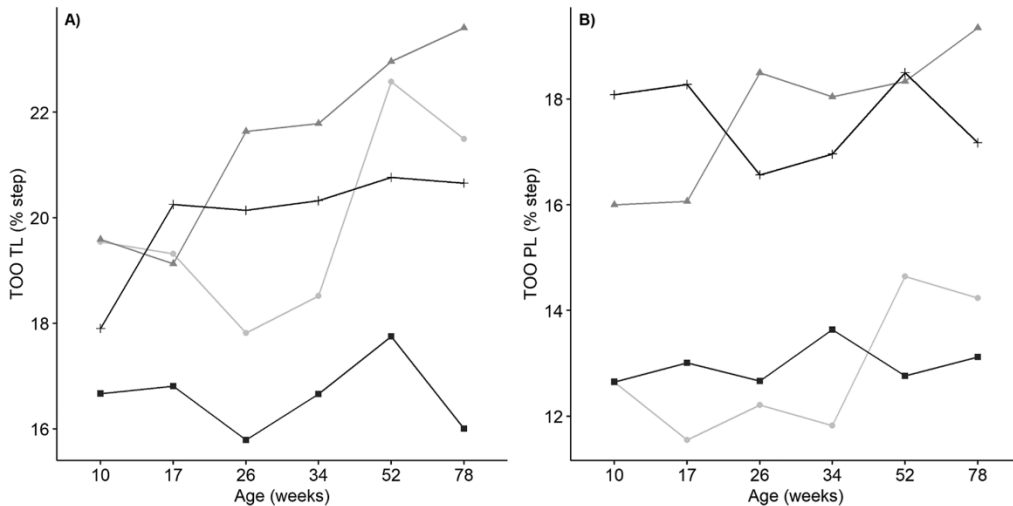 A)
TOO TL (% step)
22
20
18
16
10 17 26 34 52 78
Age (weeks)
B)
TOO PL (% step)
18
16
14
12
10 17 26 34 52 78
Age (weeks)